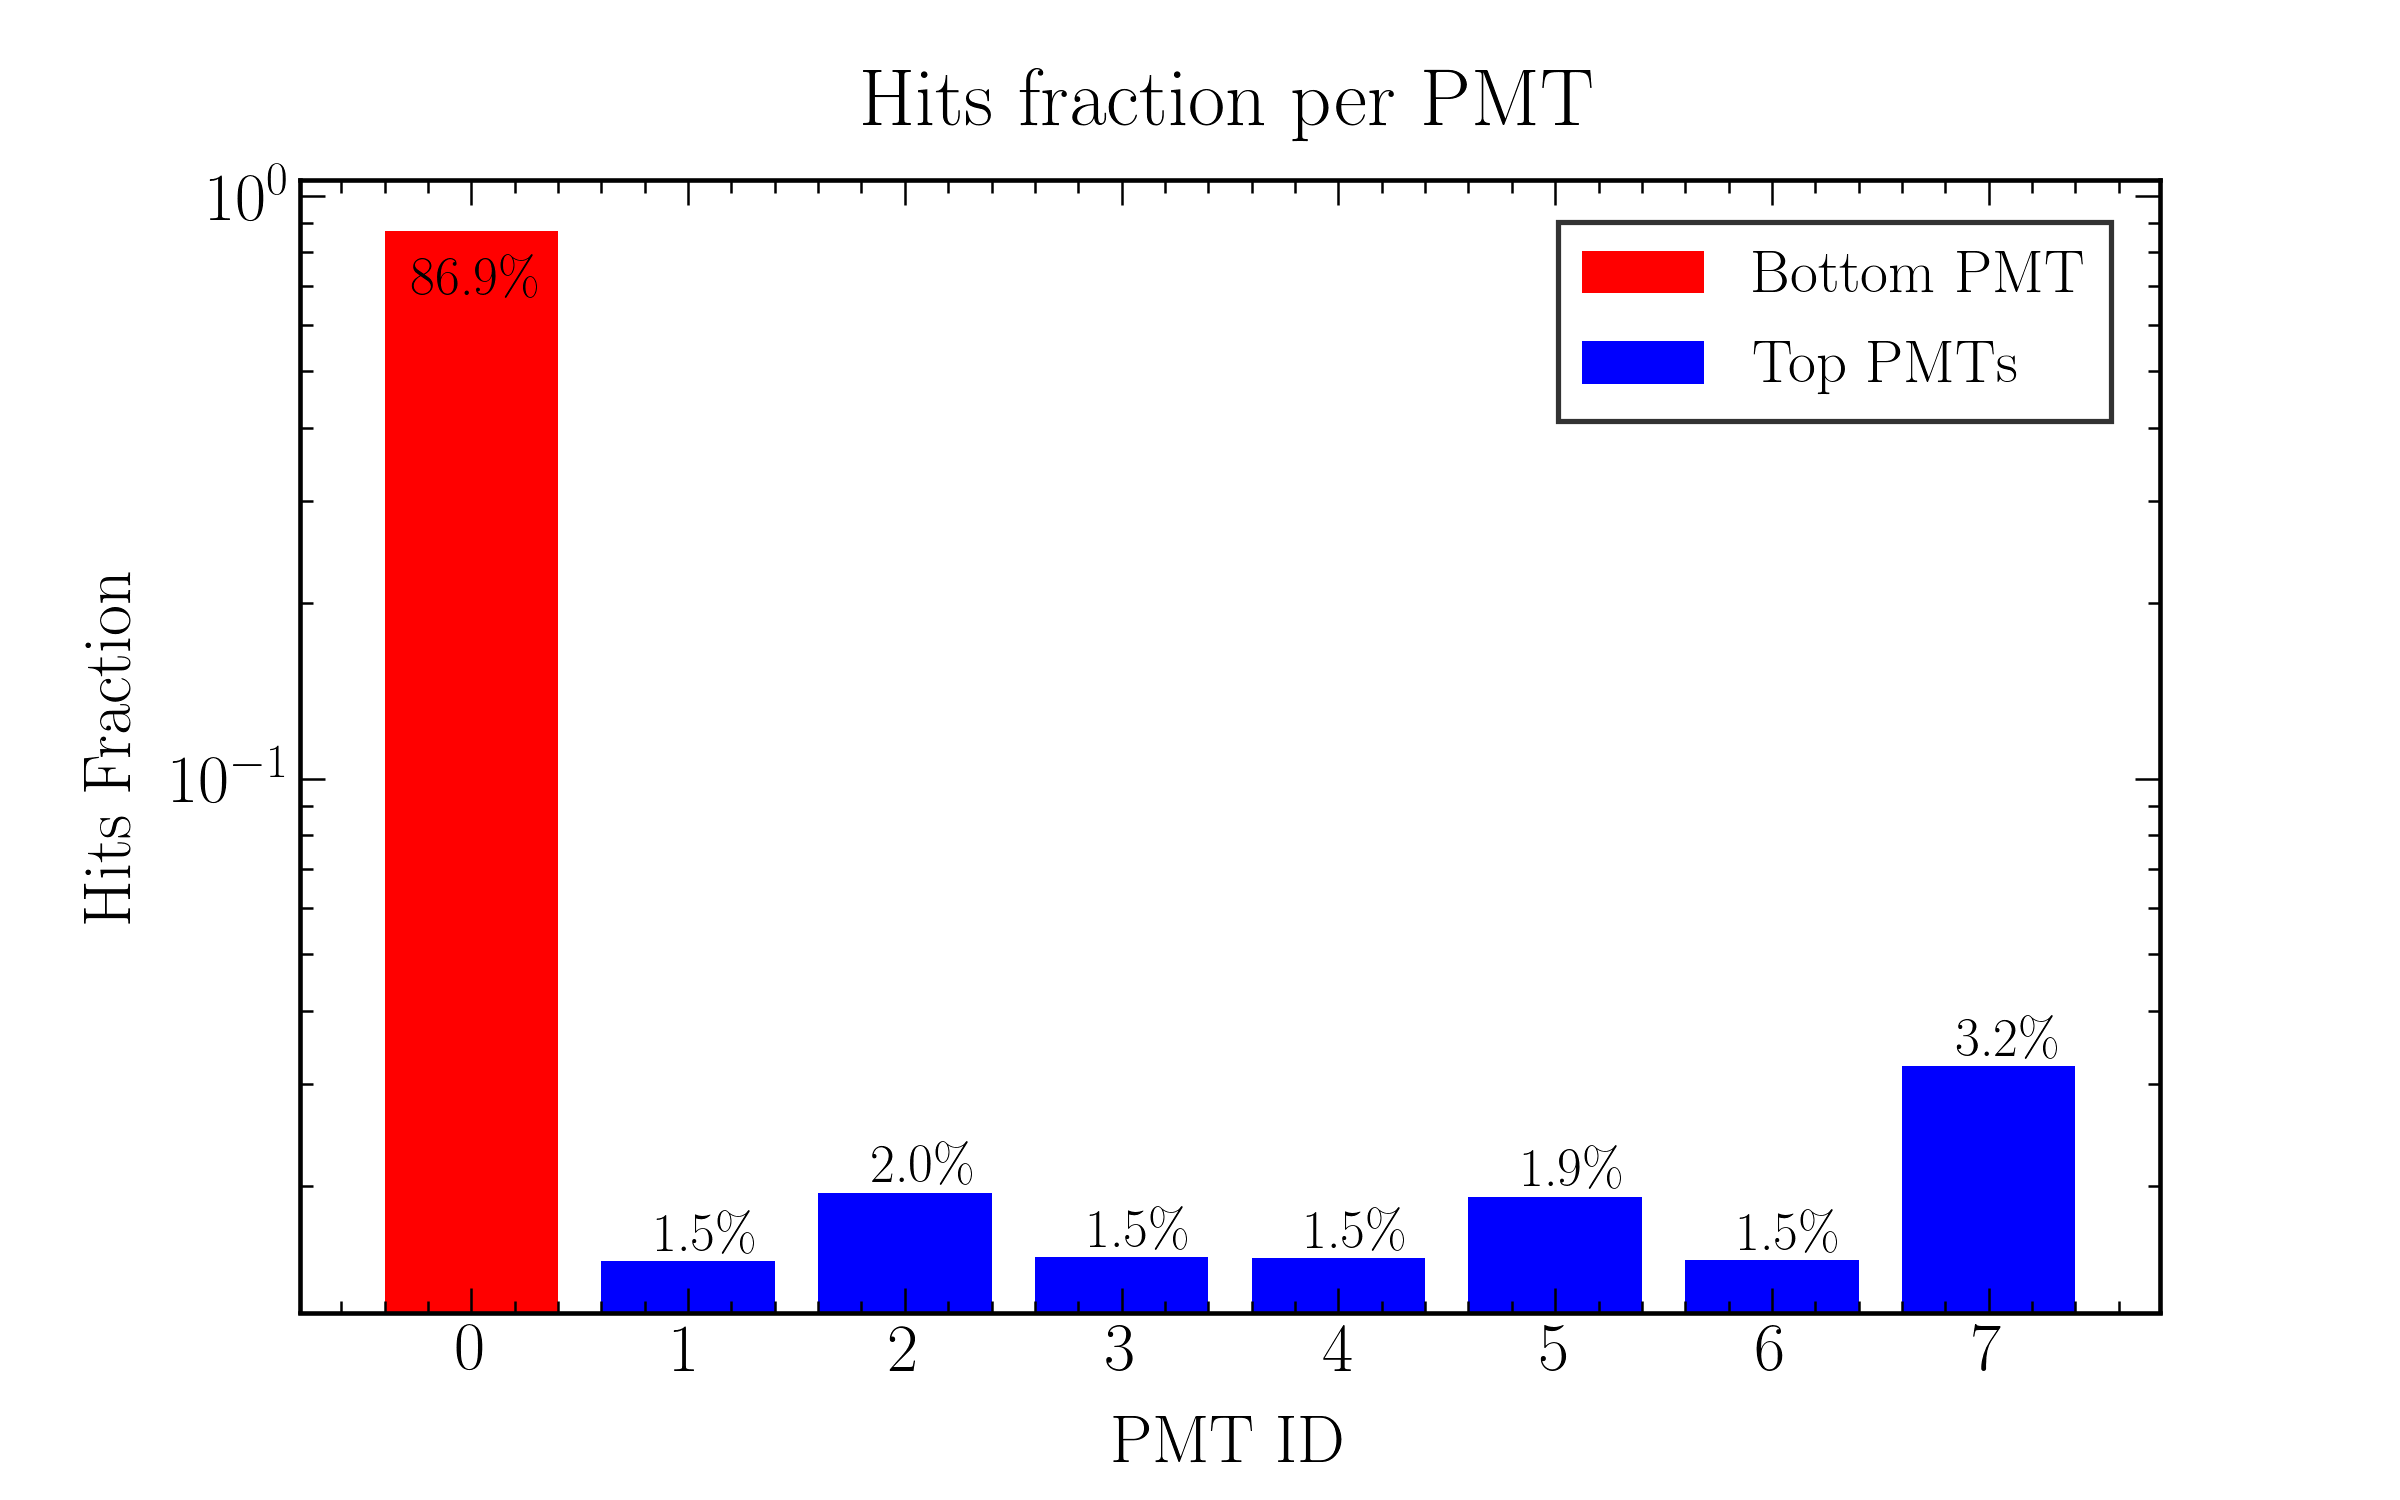 Hits fraction per PMT
10⁰
86.9%
Bottom PMT
Top PMTs
Hits Fraction
10⁻¹
3.2%
2.0%
1.9%
1.5%
1.5%
1.5%
1.5%
0 1 2 3 4 5 6 7
PMT ID